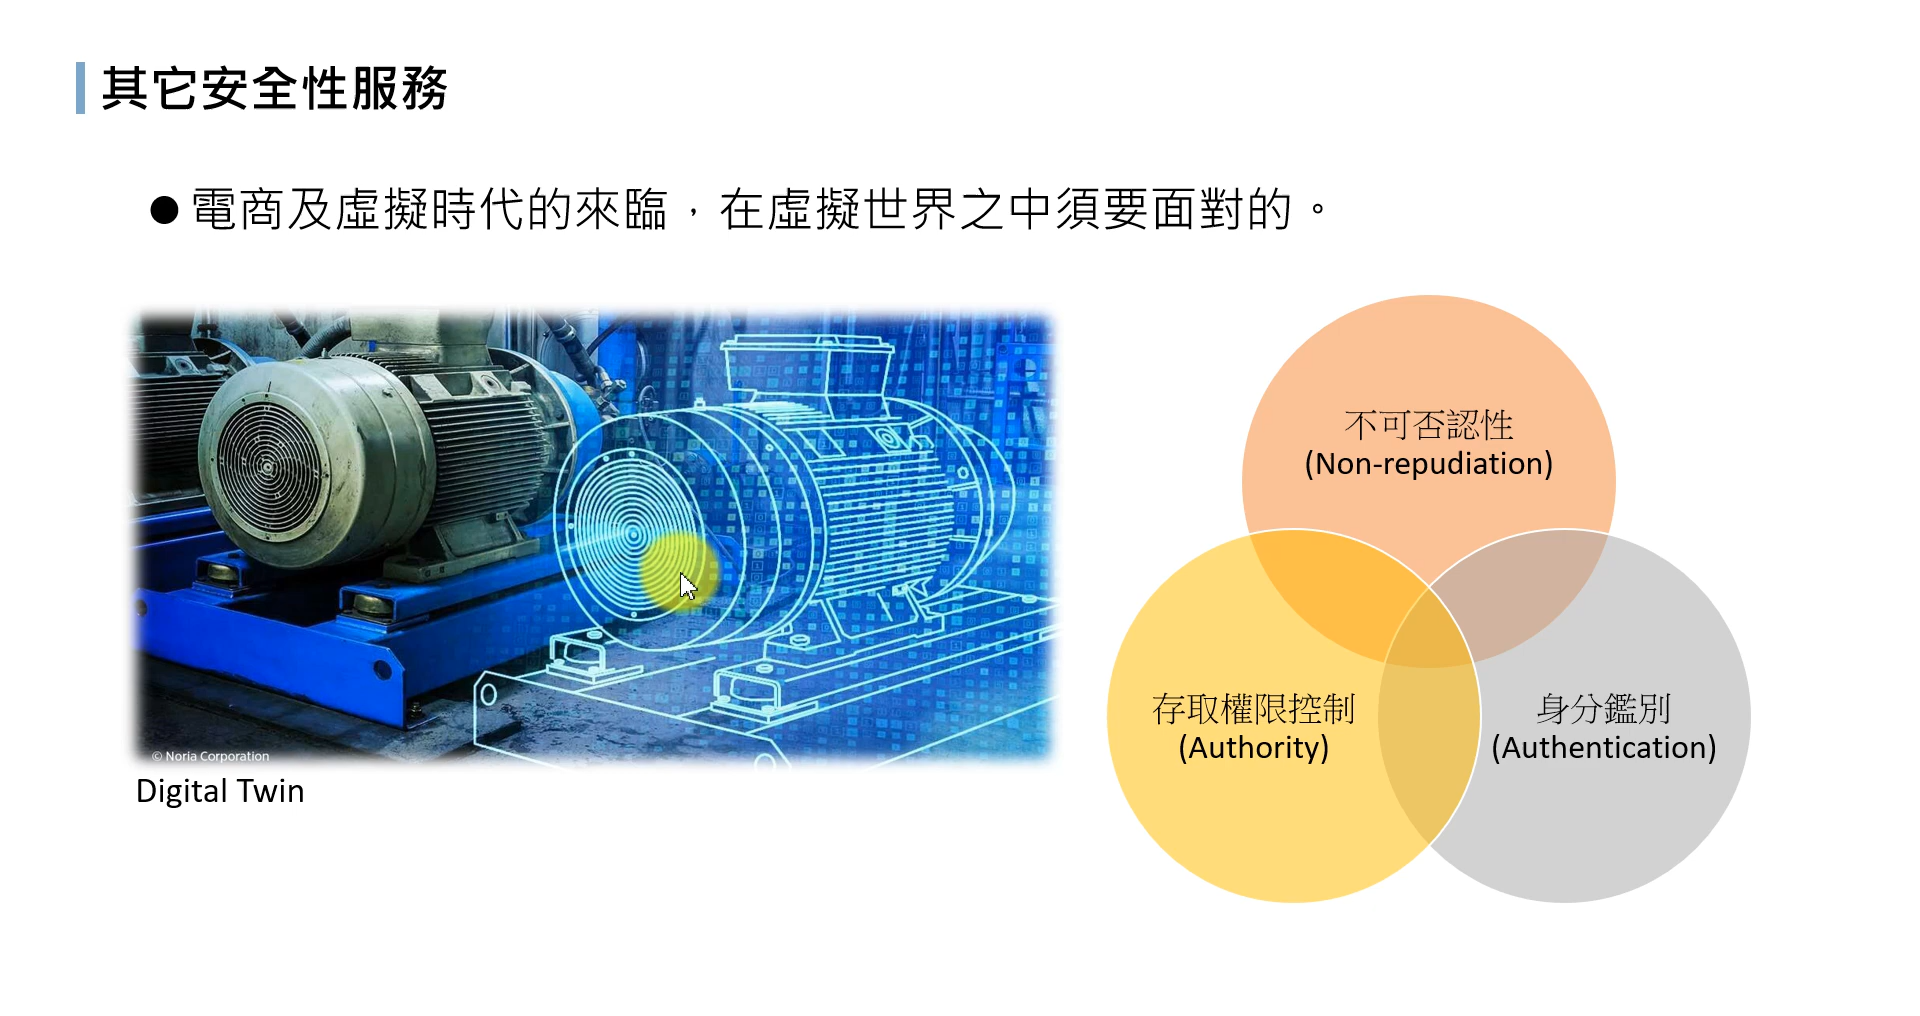 其它安全性服務
●電商及虛擬時代的來臨，在虛擬世界之中須要面對的。
不可否認性
(Non-repudiation)
存取權限控制
(Authority)
身分鑑別
(Authentication)
© Noria Corporation
Digital Twin